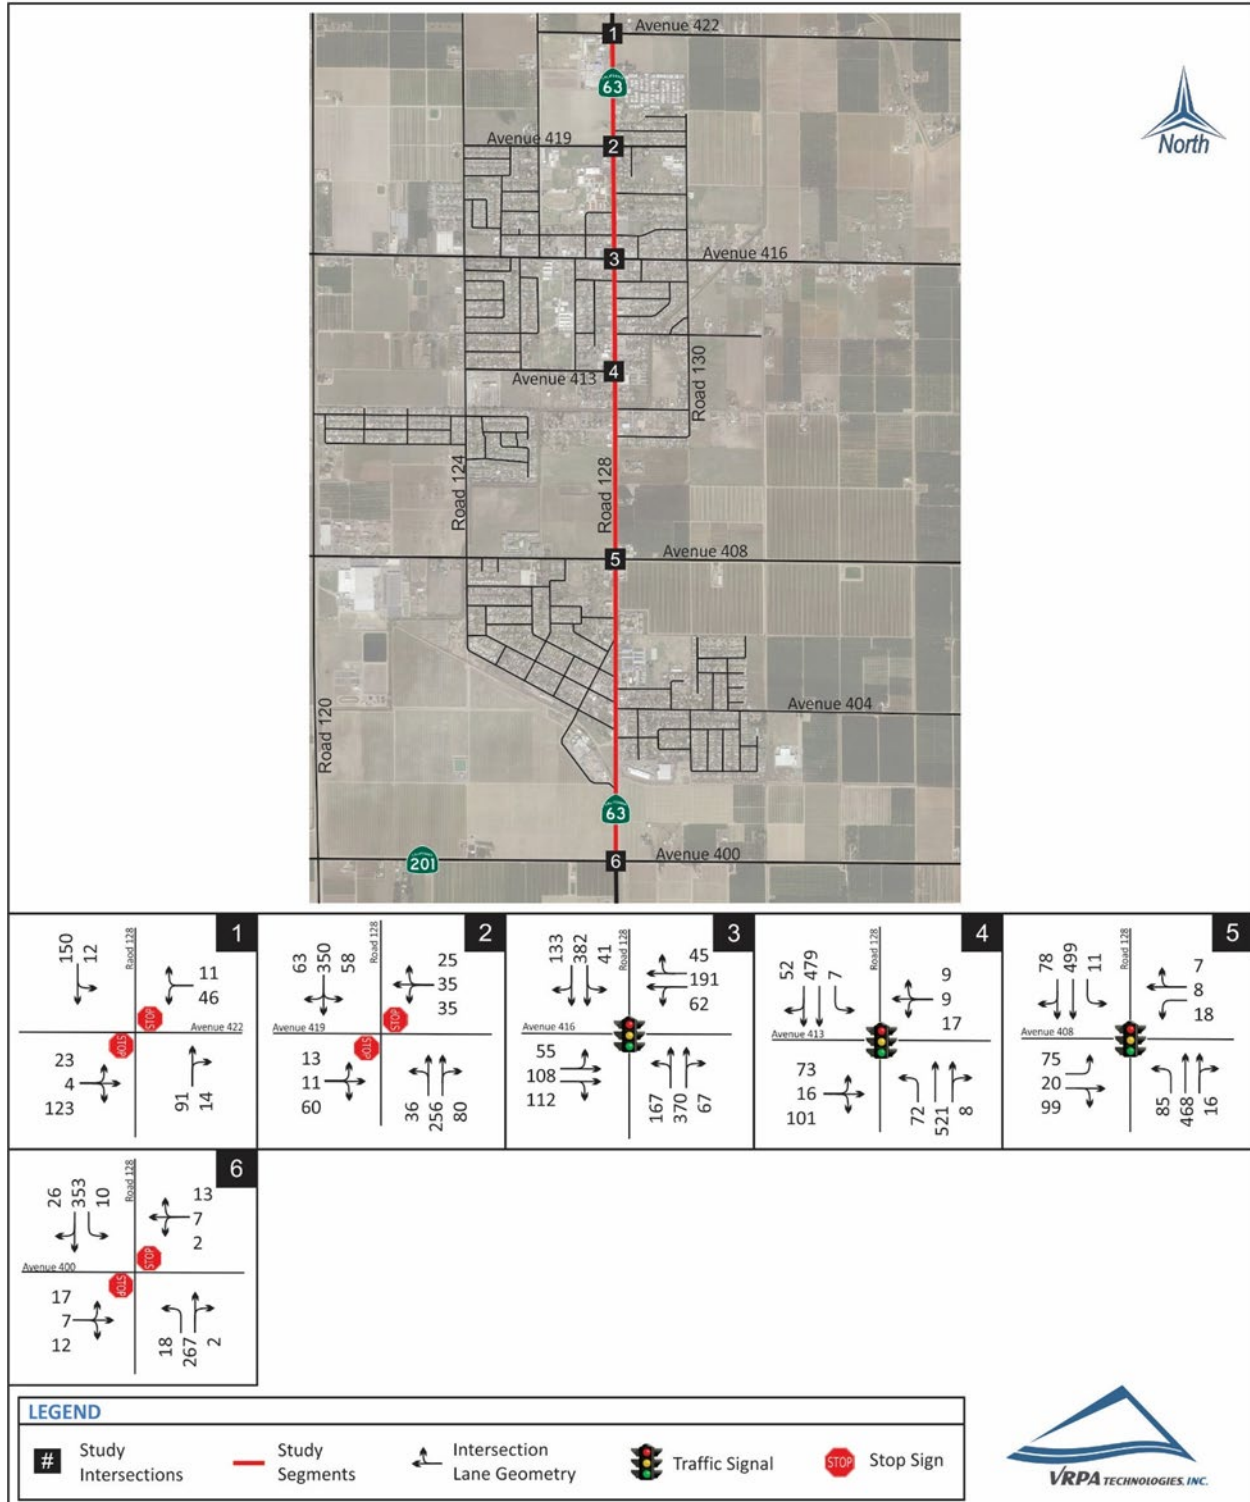 1
Avenue 422
CALIFORNIA
63
North
Avenue 419
2
3
Avenue 416
Avenue 413
4
Road 130
Road 124
Road 128
5
Avenue 408
Road 120
Avenue 404
63
CALIFORNIA
201
6
Avenue 400
1
150
12
Raod 128
11
46
STOP
STOP
Avenue 422
23
4
123
91
14
2
63
350
58
Road 128
25
35
35
STOP
STOP
Avenue 419
13
11
60
36
256
80
3
133
382
41
Road 128
45
191
62
Avenue 416
55
108
112
167
370
67
4
52
479
7
Road 128
9
9
17
Avenue 413
73
16
101
72
521
8
5
78
499
11
Road 128
7
8
18
Avenue 408
75
20
99
85
468
16
6
26
353
10
Road 128
13
7
2
STOP
STOP
Avenue 400
17
7
12
18
267
2
LEGEND
# Study Intersections
Study Segments
Intersection Lane Geometry
Traffic Signal
STOP Stop Sign
VRPA TECHNOLOGIES, INC.